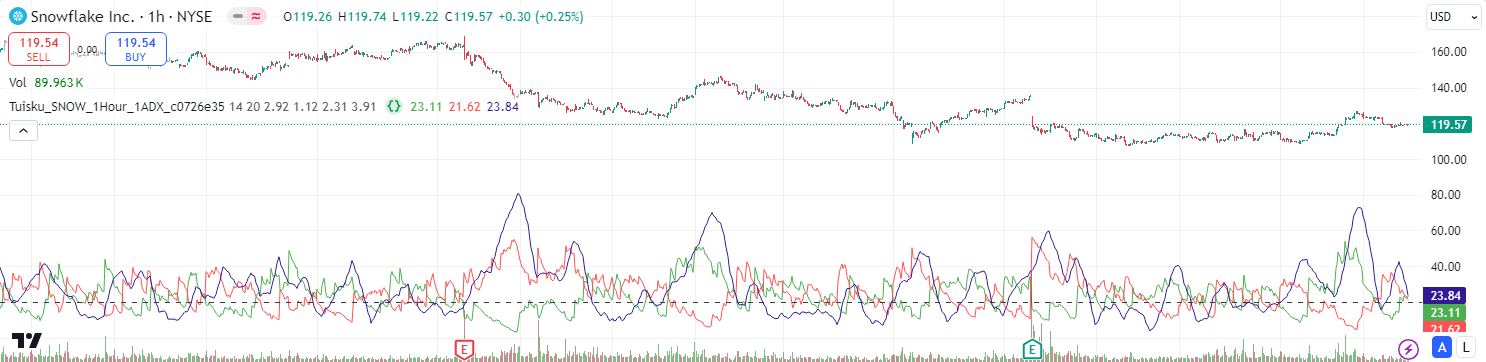 Snowflake Inc. · 1h · NYSE O119.26 H119.74 L119.22 C119.57 +0.30 (+0.25%)
USD
119.54 SELL
0.00
119.54 BUY
Vol 89.963 K
Tuisku_SNOW_1Hour_1ADX_c0726e35 14 20 2.92 1.12 2.31 3.91 {} 23.11 21.62 23.84
160.00
140.00
119.57
100.00
80.00
60.00
40.00
23.84
23.11
21.62
E
E
A L